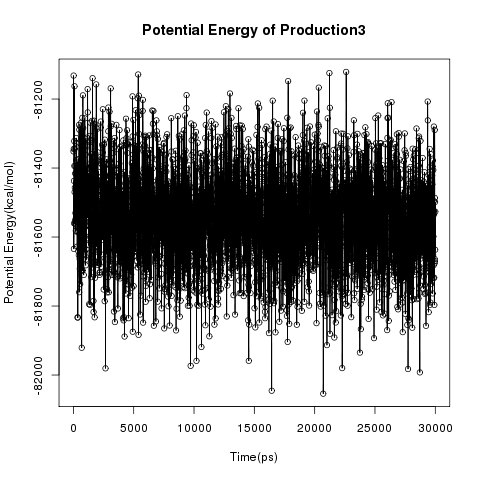 Potential Energy of Production3
Potential Energy(kcal/mol)
-81200
-81400
-81600
-81800
-82000
0 5000 10000 15000 20000 25000 30000
Time(ps)